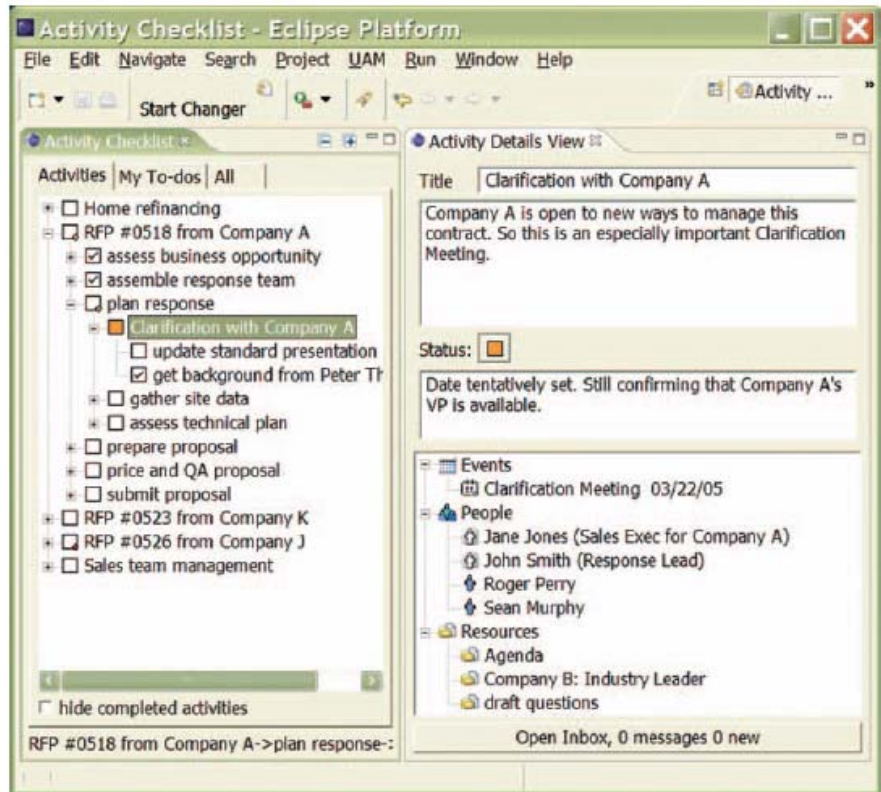 Activity Checklist - Eclipse Platform
File Edit Navigate Search Project UAM Run Window Help
Start Changer
Activity ...
Activity Checklist
Activities My To-dos All
Home refinancing
RFP #0518 from Company A
assess business opportunity
assemble response team
plan response
Clarification with Company A
update standard presentation
get background from Peter Th
gather site data
assess technical plan
prepare proposal
price and QA proposal
submit proposal
RFP #0523 from Company K
RFP #0526 from Company J
Sales team management
hide completed activities
RFP #0518 from Company A->plan response-:
Activity Details View
Title Clarification with Company A
Company A is open to new ways to manage this
contract. So this is an especially important Clarification
Meeting.
Status:
Date tentatively set. Still confirming that Company A's
VP is available.
Events
Clarification Meeting 03/22/05
People
Jane Jones (Sales Exec for Company A)
John Smith (Response Lead)
Roger Perry
Sean Murphy
Resources
Agenda
Company B: Industry Leader
draft questions
Open Inbox, 0 messages 0 new